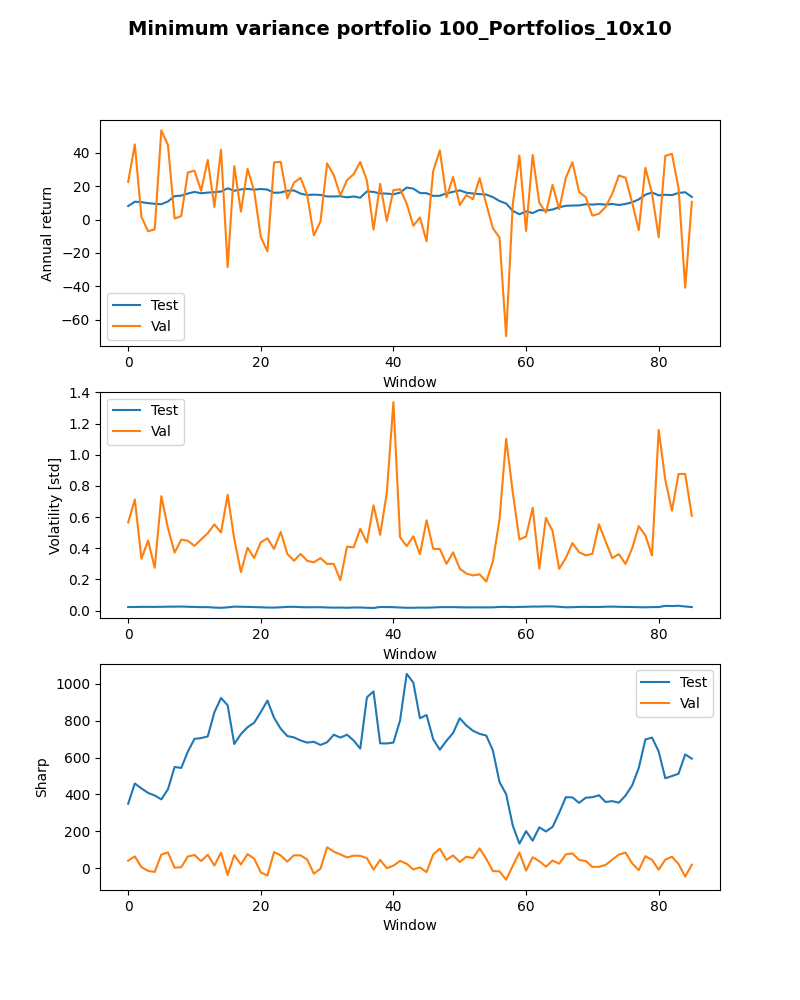 Minimum variance portfolio 100_Portfolios_10x10
Annual return
40
20
0
−20
−40
−60
Test
Val
0 20 40 60 80
Window
Volatility [std]
1.4
1.2
1.0
0.8
0.6
0.4
0.2
0.0
Test
Val
0 20 40 60 80
Window
Sharp
1000
800
600
400
200
0
Test
Val
0 20 40 60 80
Window